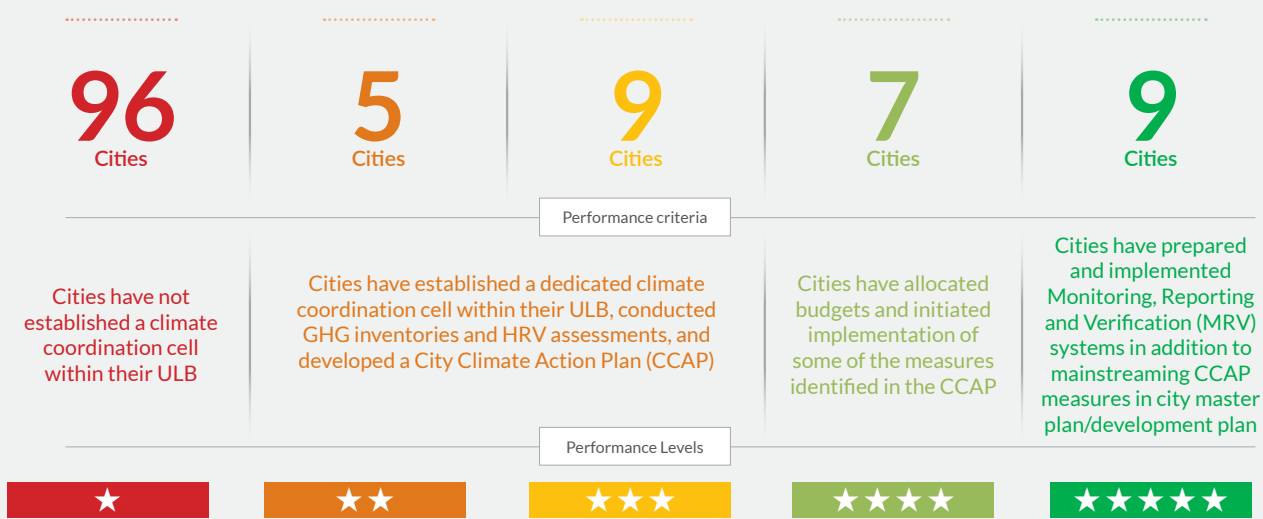 96
Cities
5
Cities
9
Cities
7
Cities
9
Cities
Performance criteria
Cities have not
established a climate
coordination cell
within their ULB
Cities have established a dedicated climate
coordination cell within their ULB, conducted
GHG inventories and HRV assessments, and
developed a City Climate Action Plan (CCAP)
Cities have allocated
budgets and initiated
implementation of
some of the measures
identified in the CCAP
Cities have prepared
and implemented
Monitoring, Reporting
and Verification (MRV)
systems in addition to
mainstreaming CCAP
measures in city master
plan/development plan
Performance Levels